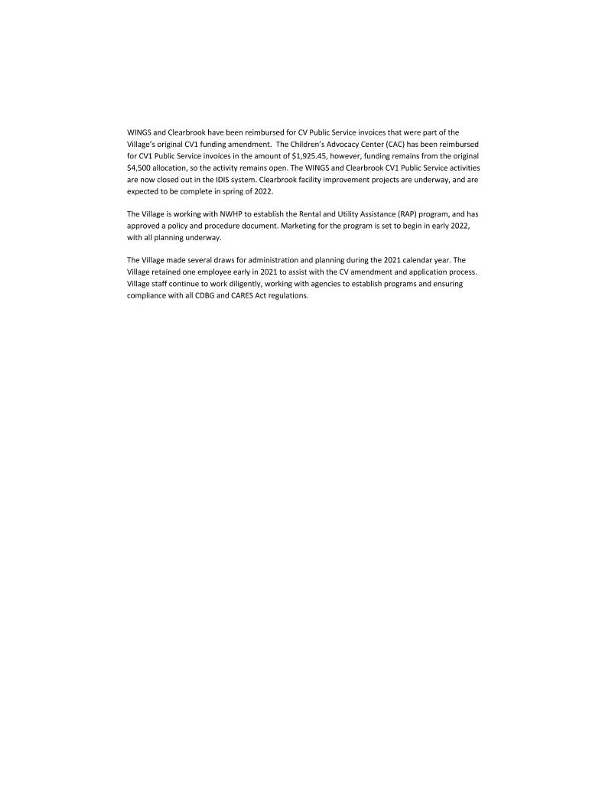 WINGS and Clearbrook have been reimbursed for CV Public Service invoices that were part of the
Village's original CV1 funding amendment.  The Children's Advocacy Center (CAC) has been reimbursed
for CV1 Public Service invoices in the amount of $1,925.45, however, funding remains from the original
$4,500 allocation, so the activity remains open. The WINGS and Clearbrook CV1 Public Service activities
are now closed out in the IDIS system. Clearbrook facility improvement projects are underway, and are
expected to be complete in spring of 2022.
The Village is working with NWHP to establish the Rental and Utility Assistance (RAP) program, and has
approved a policy and procedure document. Marketing for the program is set to begin in early 2022,
with all planning underway.
The Village made several draws for administration and planning during the 2021 calendar year. The
Village retained one employee early in 2021 to assist with the CV amendment and application process.
Village staff continue to work diligently, working with agencies to establish programs and ensuring
compliance with all CDBG and CARES Act regulations.